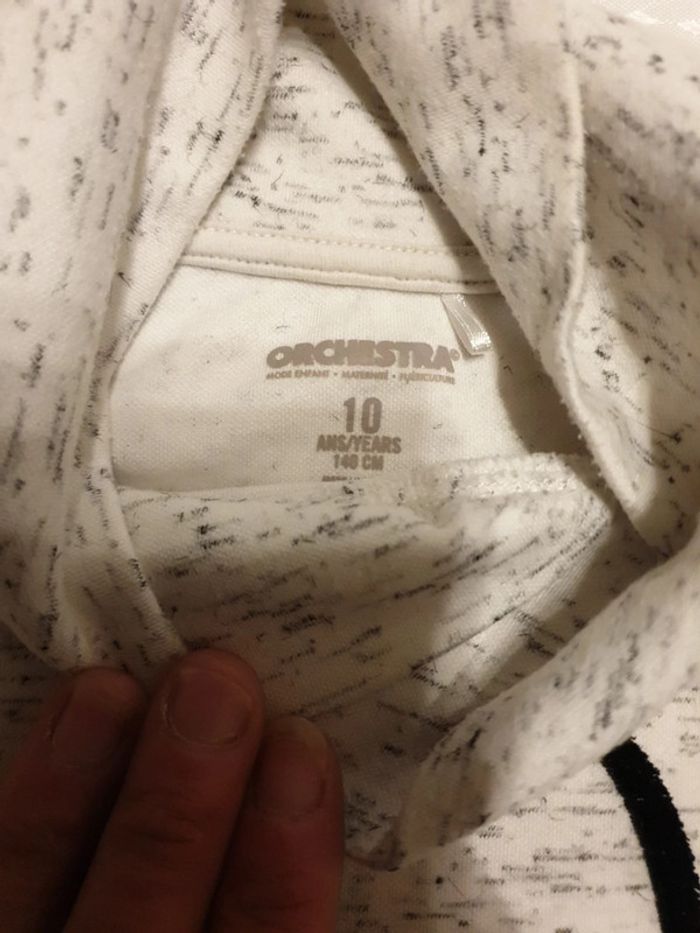 ORCHESTRA®
MODE ENFANT • MATERNITÉ • PUÉRICULTURE
10
ANS/YEARS
140 CM